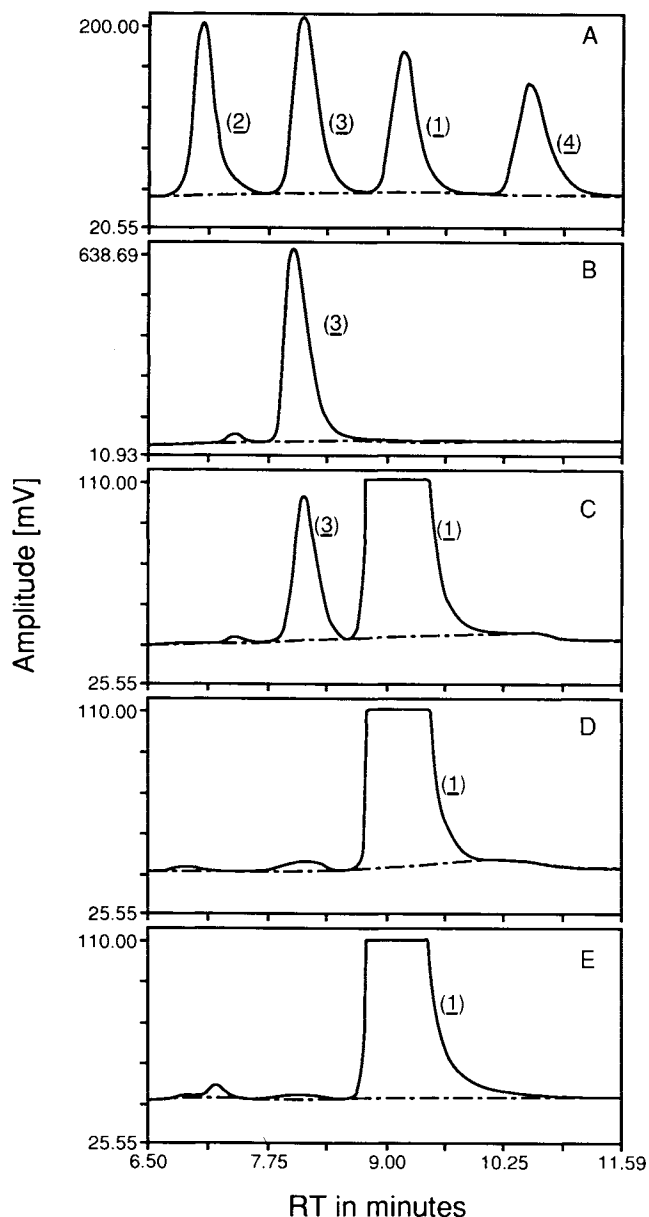 200.00
A
(2)
(3)
(1)
(4)
20.55
638.69
B
(3)
10.93
110.00
C
(3)
(1)
25.55
110.00
D
(1)
25.55
110.00
E
(1)
25.55
6.50 7.75 9.00 10.25 11.59
RT in minutes
Amplitude [mV]